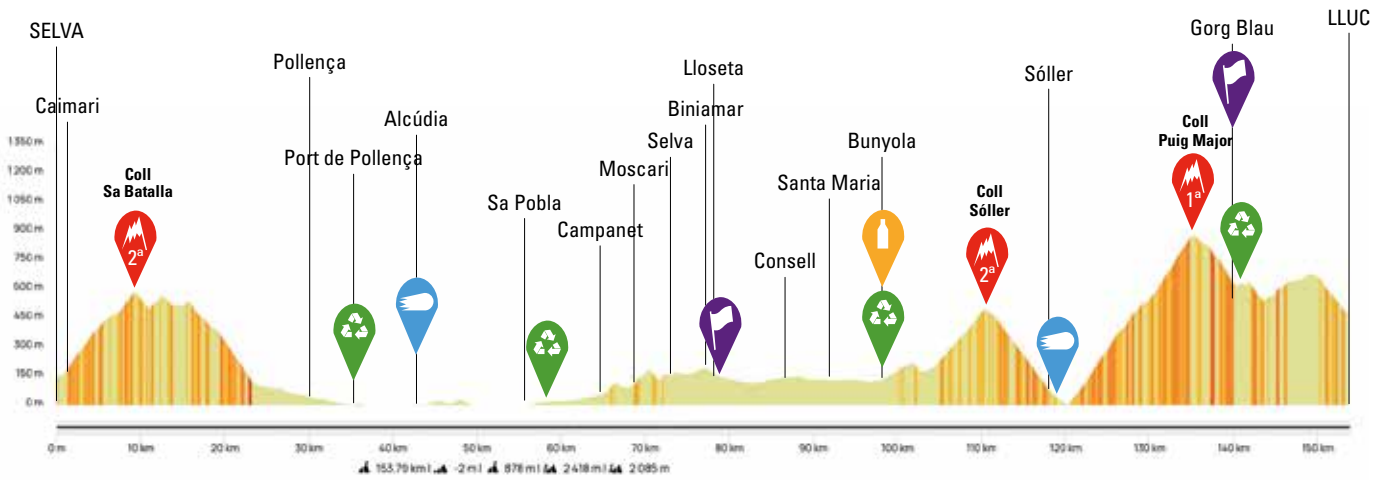 SELVA
LLUC
Gorg Blau
Pollença
Lloseta
Sóller
Caimari
Alcúdia
Biniamar
Coll
Puig Major
1350 m
Port de Pollença
Selva
Bunyola
1200 m
Coll
Sa Batalla
Moscari
Santa Maria
Coll
Sóller
1ª
1050 m
Sa Pobla
900 m
Campanet
2ª
2ª
750 m
Consell
600 m
450 m
300 m
150 m
0 m
0 m
10 km
20 km
30 km
40 km
50 km
60 km
70 km
80 km
90 km
100 km
110 km
120 km
130 km
140 km
150 km
153.79 km | -2 m | 878 m | 2 418 m | 2 085 m